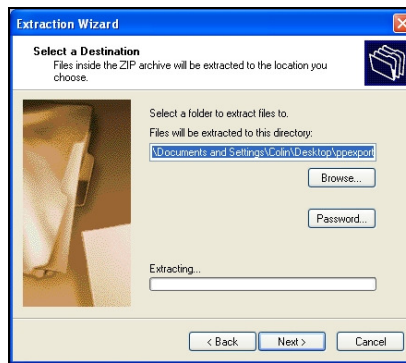 Extraction Wizard
Select a Destination
Files inside the ZIP archive will be extracted to the location you
choose.
Select a folder to extract files to.
Files will be extracted to this directory:
\Documents and Settings\Colin\Desktop\ppexport
Browse...
Password...
Extracting...
< Back
Next >
Cancel